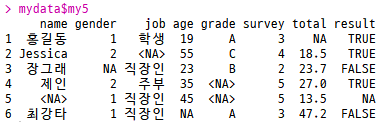 > mydata$my5
name gender job age grade survey total result
1 홍길동 1 학생 19 A 3 NA TRUE
2 Jessica 2 <NA> 55 C 4 18.5 TRUE
3 장그래 NA 직장인 23 B 2 23.7 FALSE
4 제인 2 주부 35 <NA> 5 27.0 TRUE
5 <NA> 1 직장인 45 <NA> 5 13.5 NA
6 최강타 1 직장인 NA A 3 47.2 FALSE